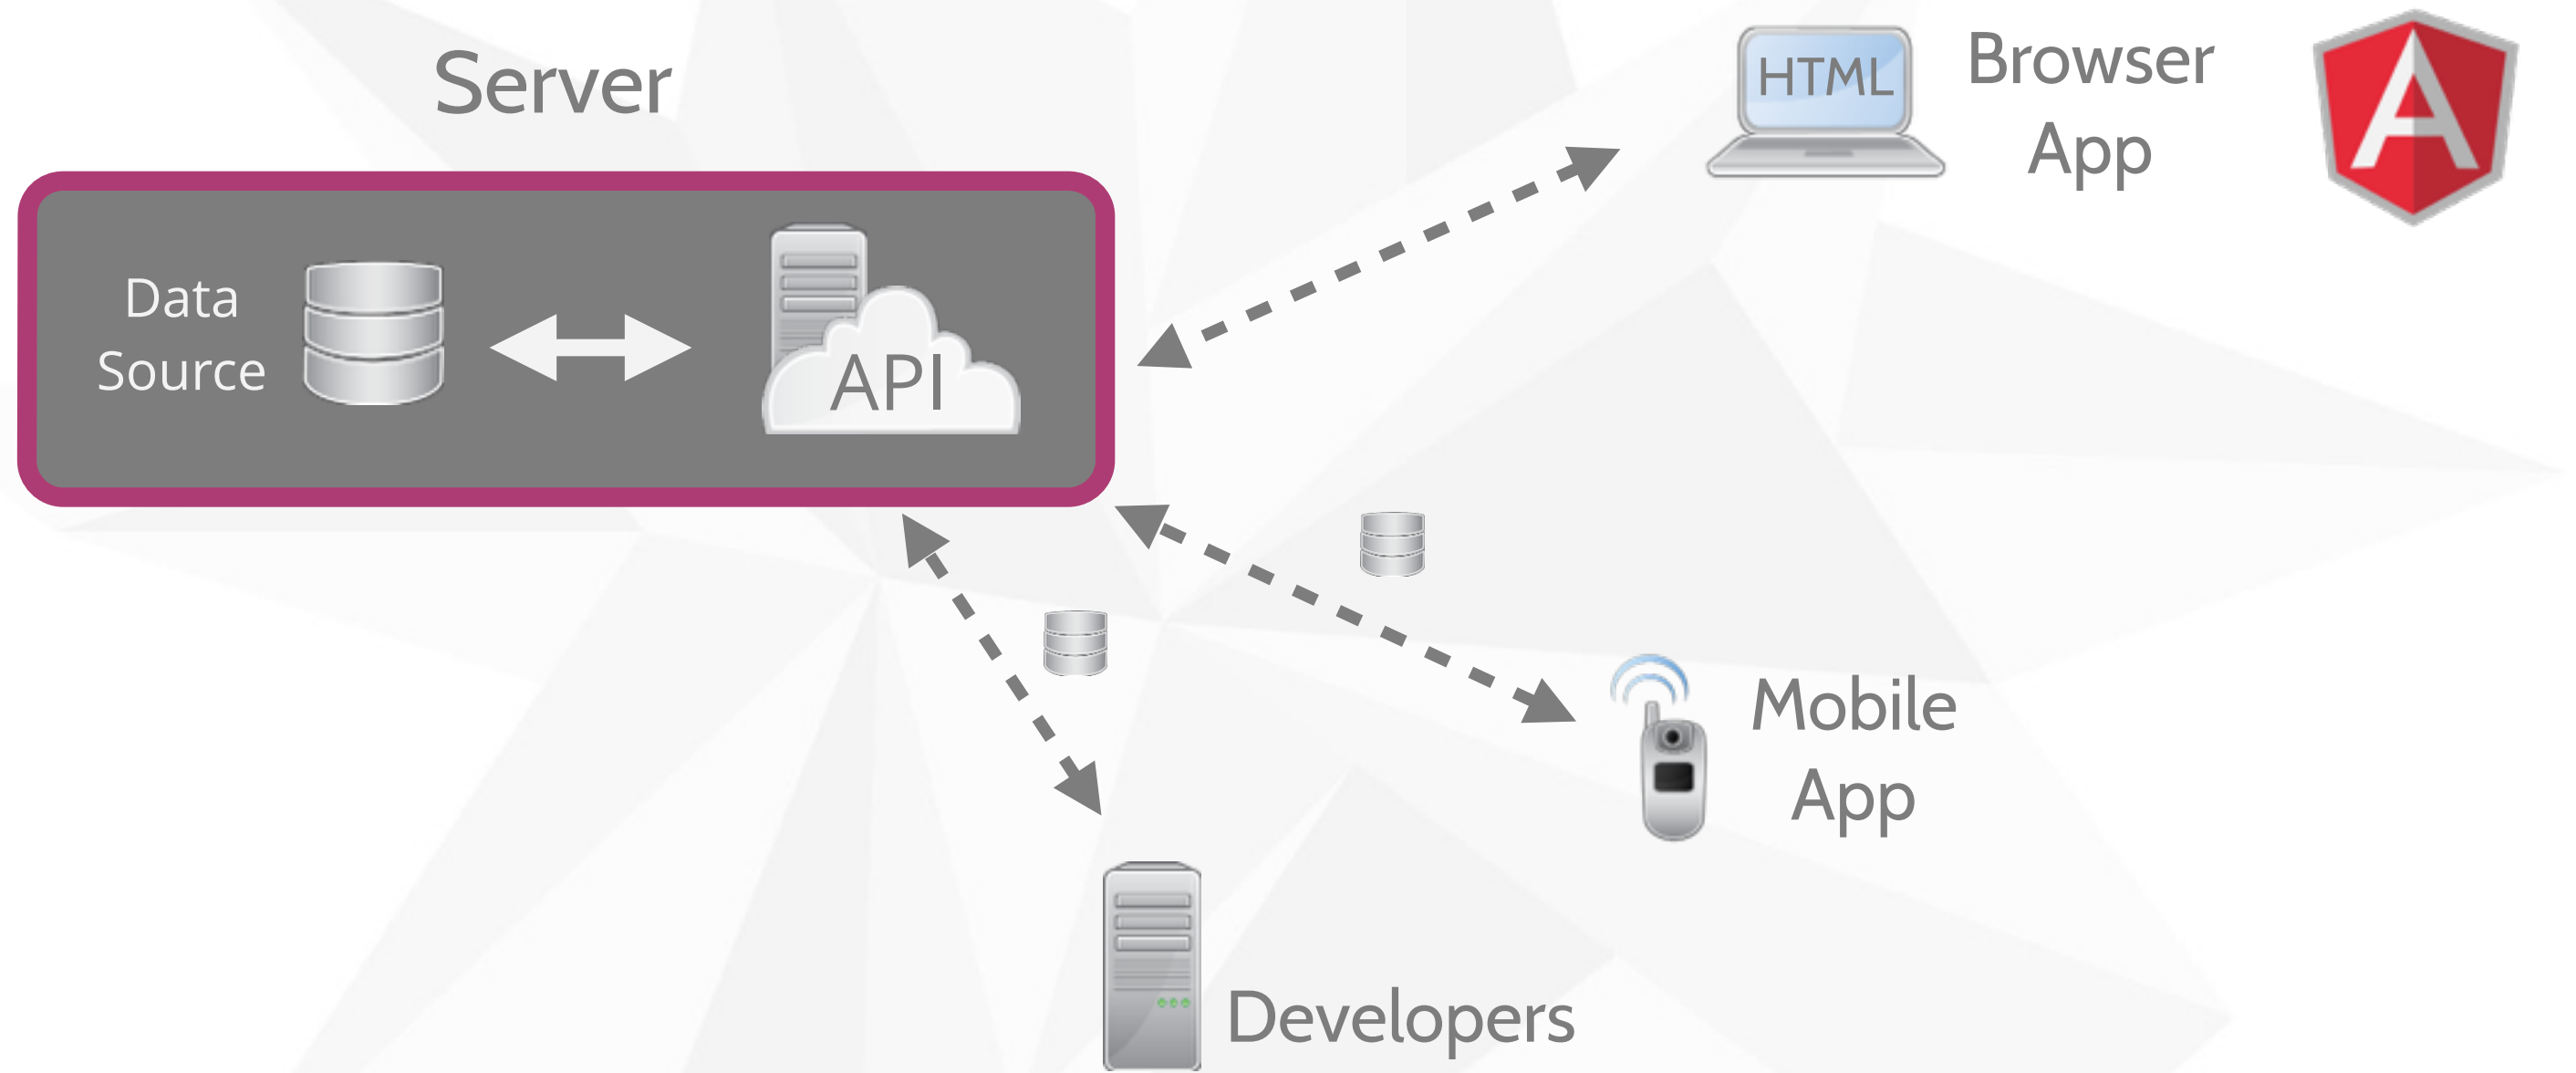 Server
Data
Source
API
HTML
Browser
App
Mobile
App
Developers